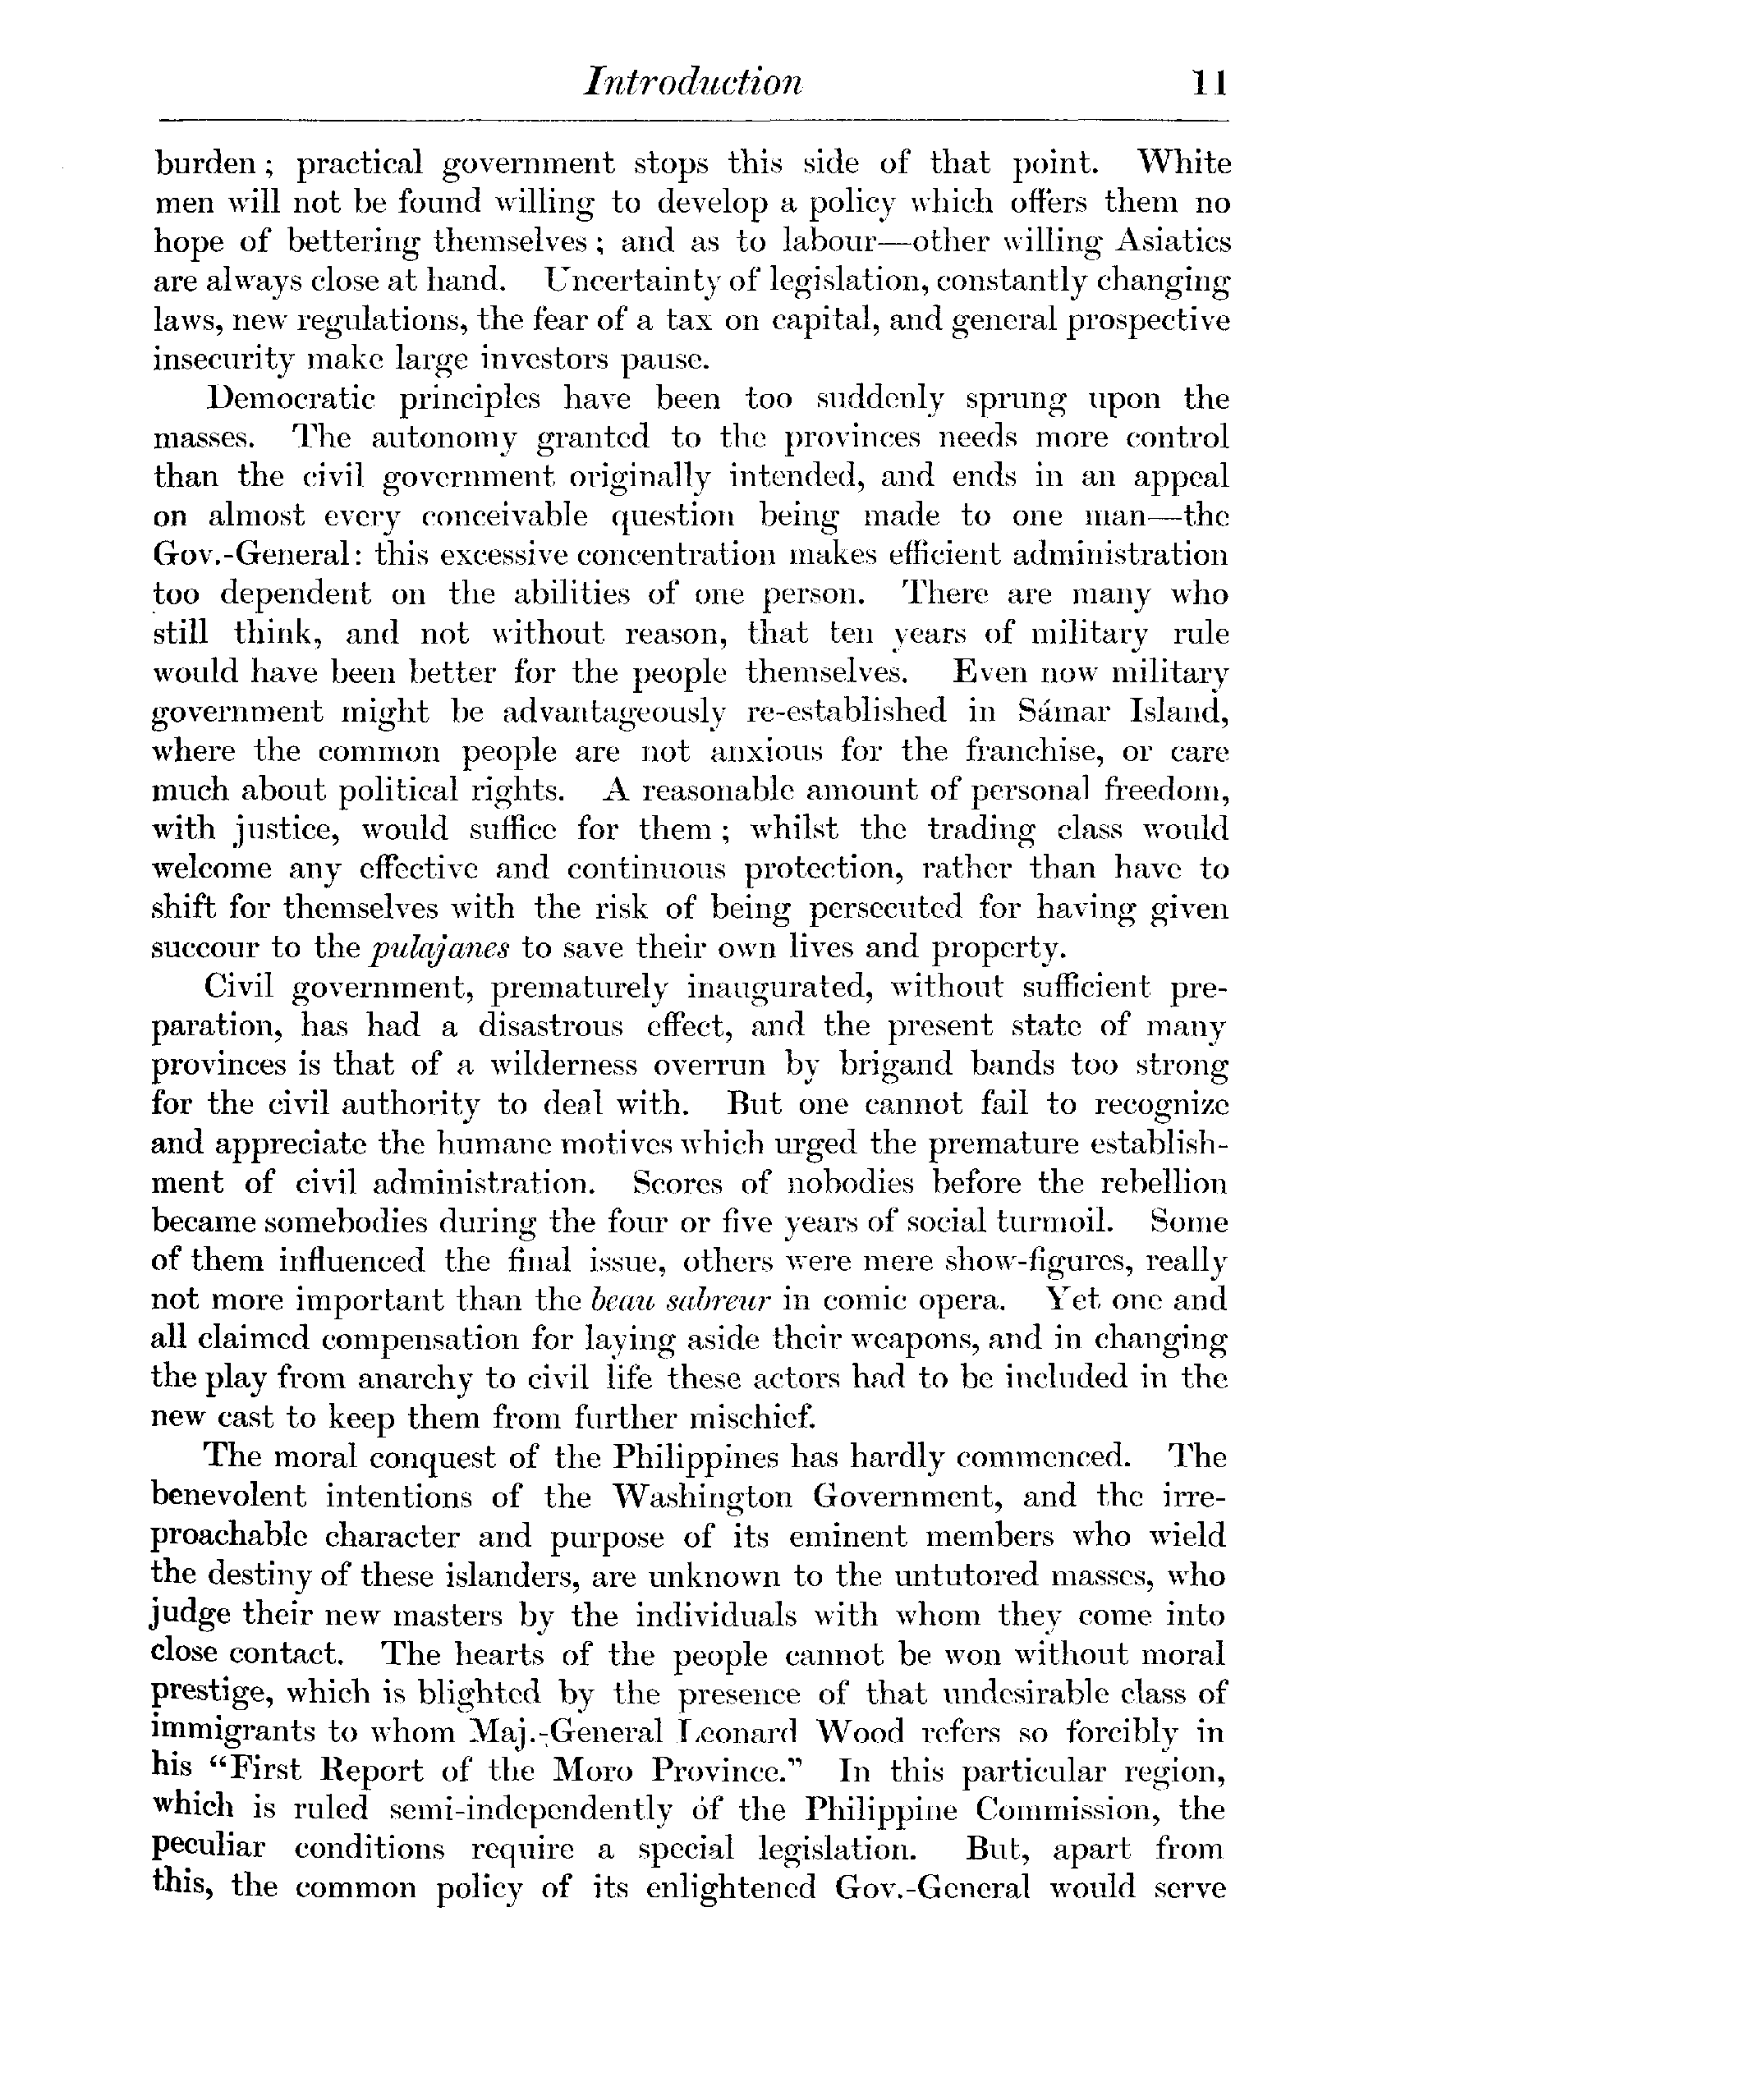 Introduction 11
burden ; practical government stops this side of that point. White
men will not be found willing to develop a policy which offers them no
hope of bettering themselves ; and as to labour—other willing Asiatics
are always close at hand. Uncertainty of legislation, constantly changing
laws, new regulations, the fear of a tax on capital, and general prospective
insecurity make large investors pause.
Democratic principles have been too suddenly sprung upon the
masses. The autonomy granted to the provinces needs more control
than the civil government originally intended, and ends in an appeal
on almost every conceivable question being made to one man—the
Gov.-General: this excessive concentration makes efficient administration
too dependent on the abilities of one person. There are many who
still think, and not without reason, that ten years of military rule
would have been better for the people themselves. Even now military
government might be advantageously re-established in Sámar Island,
where the common people are not anxious for the franchise, or care
much about political rights. A reasonable amount of personal freedom,
with justice, would suffice for them ; whilst the trading class would
welcome any effective and continuous protection, rather than have to
shift for themselves with the risk of being persecuted for having given
succour to the pulajanes to save their own lives and property.
Civil government, prematurely inaugurated, without sufficient pre-
paration, has had a disastrous effect, and the present state of many
provinces is that of a wilderness overrun by brigand bands too strong
for the civil authority to deal with. But one cannot fail to recognize
and appreciate the humane motives which urged the premature establish-
ment of civil administration. Scores of nobodies before the rebellion
became somebodies during the four or five years of social turmoil. Some
of them influenced the final issue, others were mere show-figures, really
not more important than the beau sabreur in comic opera. Yet one and
all claimed compensation for laying aside their weapons, and in changing
the play from anarchy to civil life these actors had to be included in the
new cast to keep them from further mischief.
The moral conquest of the Philippines has hardly commenced. The
benevolent intentions of the Washington Government, and the irre-
proachable character and purpose of its eminent members who wield
the destiny of these islanders, are unknown to the untutored masses, who
judge their new masters by the individuals with whom they come into
close contact. The hearts of the people cannot be won without moral
prestige, which is blighted by the presence of that undesirable class of
immigrants to whom Maj.-General Leonard Wood refers so forcibly in
his "First Report of the Moro Province." In this particular region,
which is ruled semi-independently of the Philippine Commission, the
peculiar conditions require a special legislation. But, apart from
this, the common policy of its enlightened Gov.-General would serve